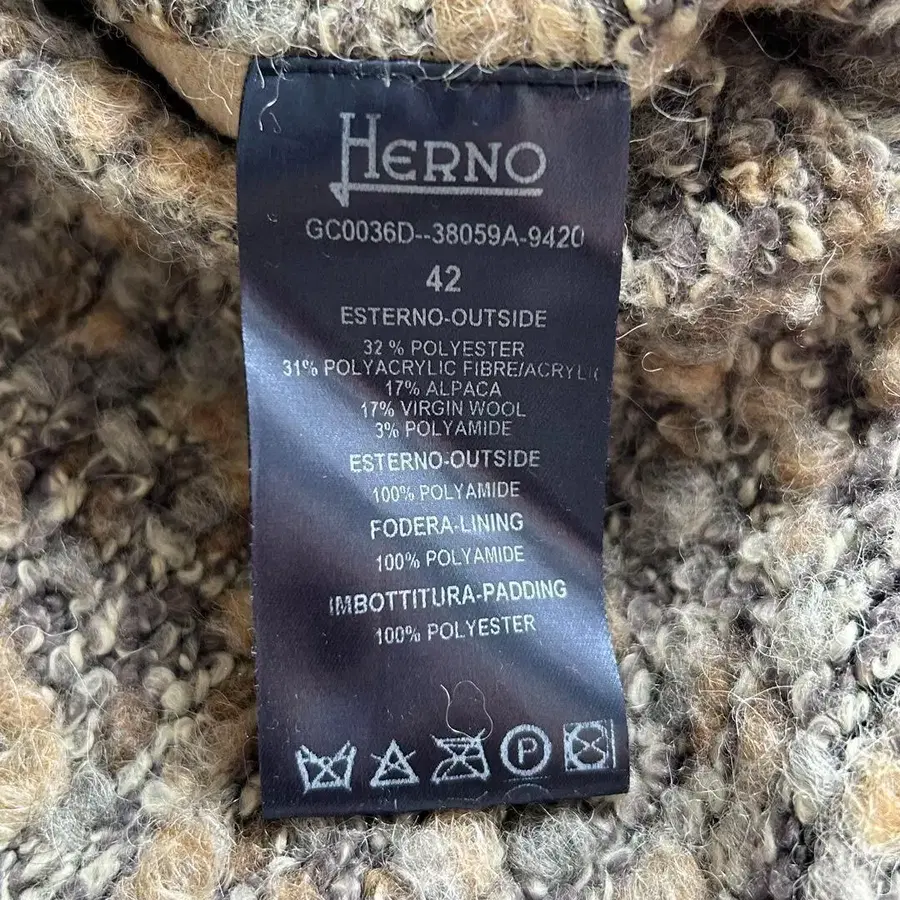 HERNO
GC0036D--38059A-9420
42
ESTERNO-OUTSIDE
32 % POLYESTER
31% POLYACRYLIC FIBRE/ACRYLIC
17% ALPACA
17% VIRGIN WOOL
3% POLYAMIDE
ESTERNO-OUTSIDE
100% POLYAMIDE
FODERA-LINING
100% POLYAMIDE
IMBOTTITURA-PADDING
100% POLYESTER
P